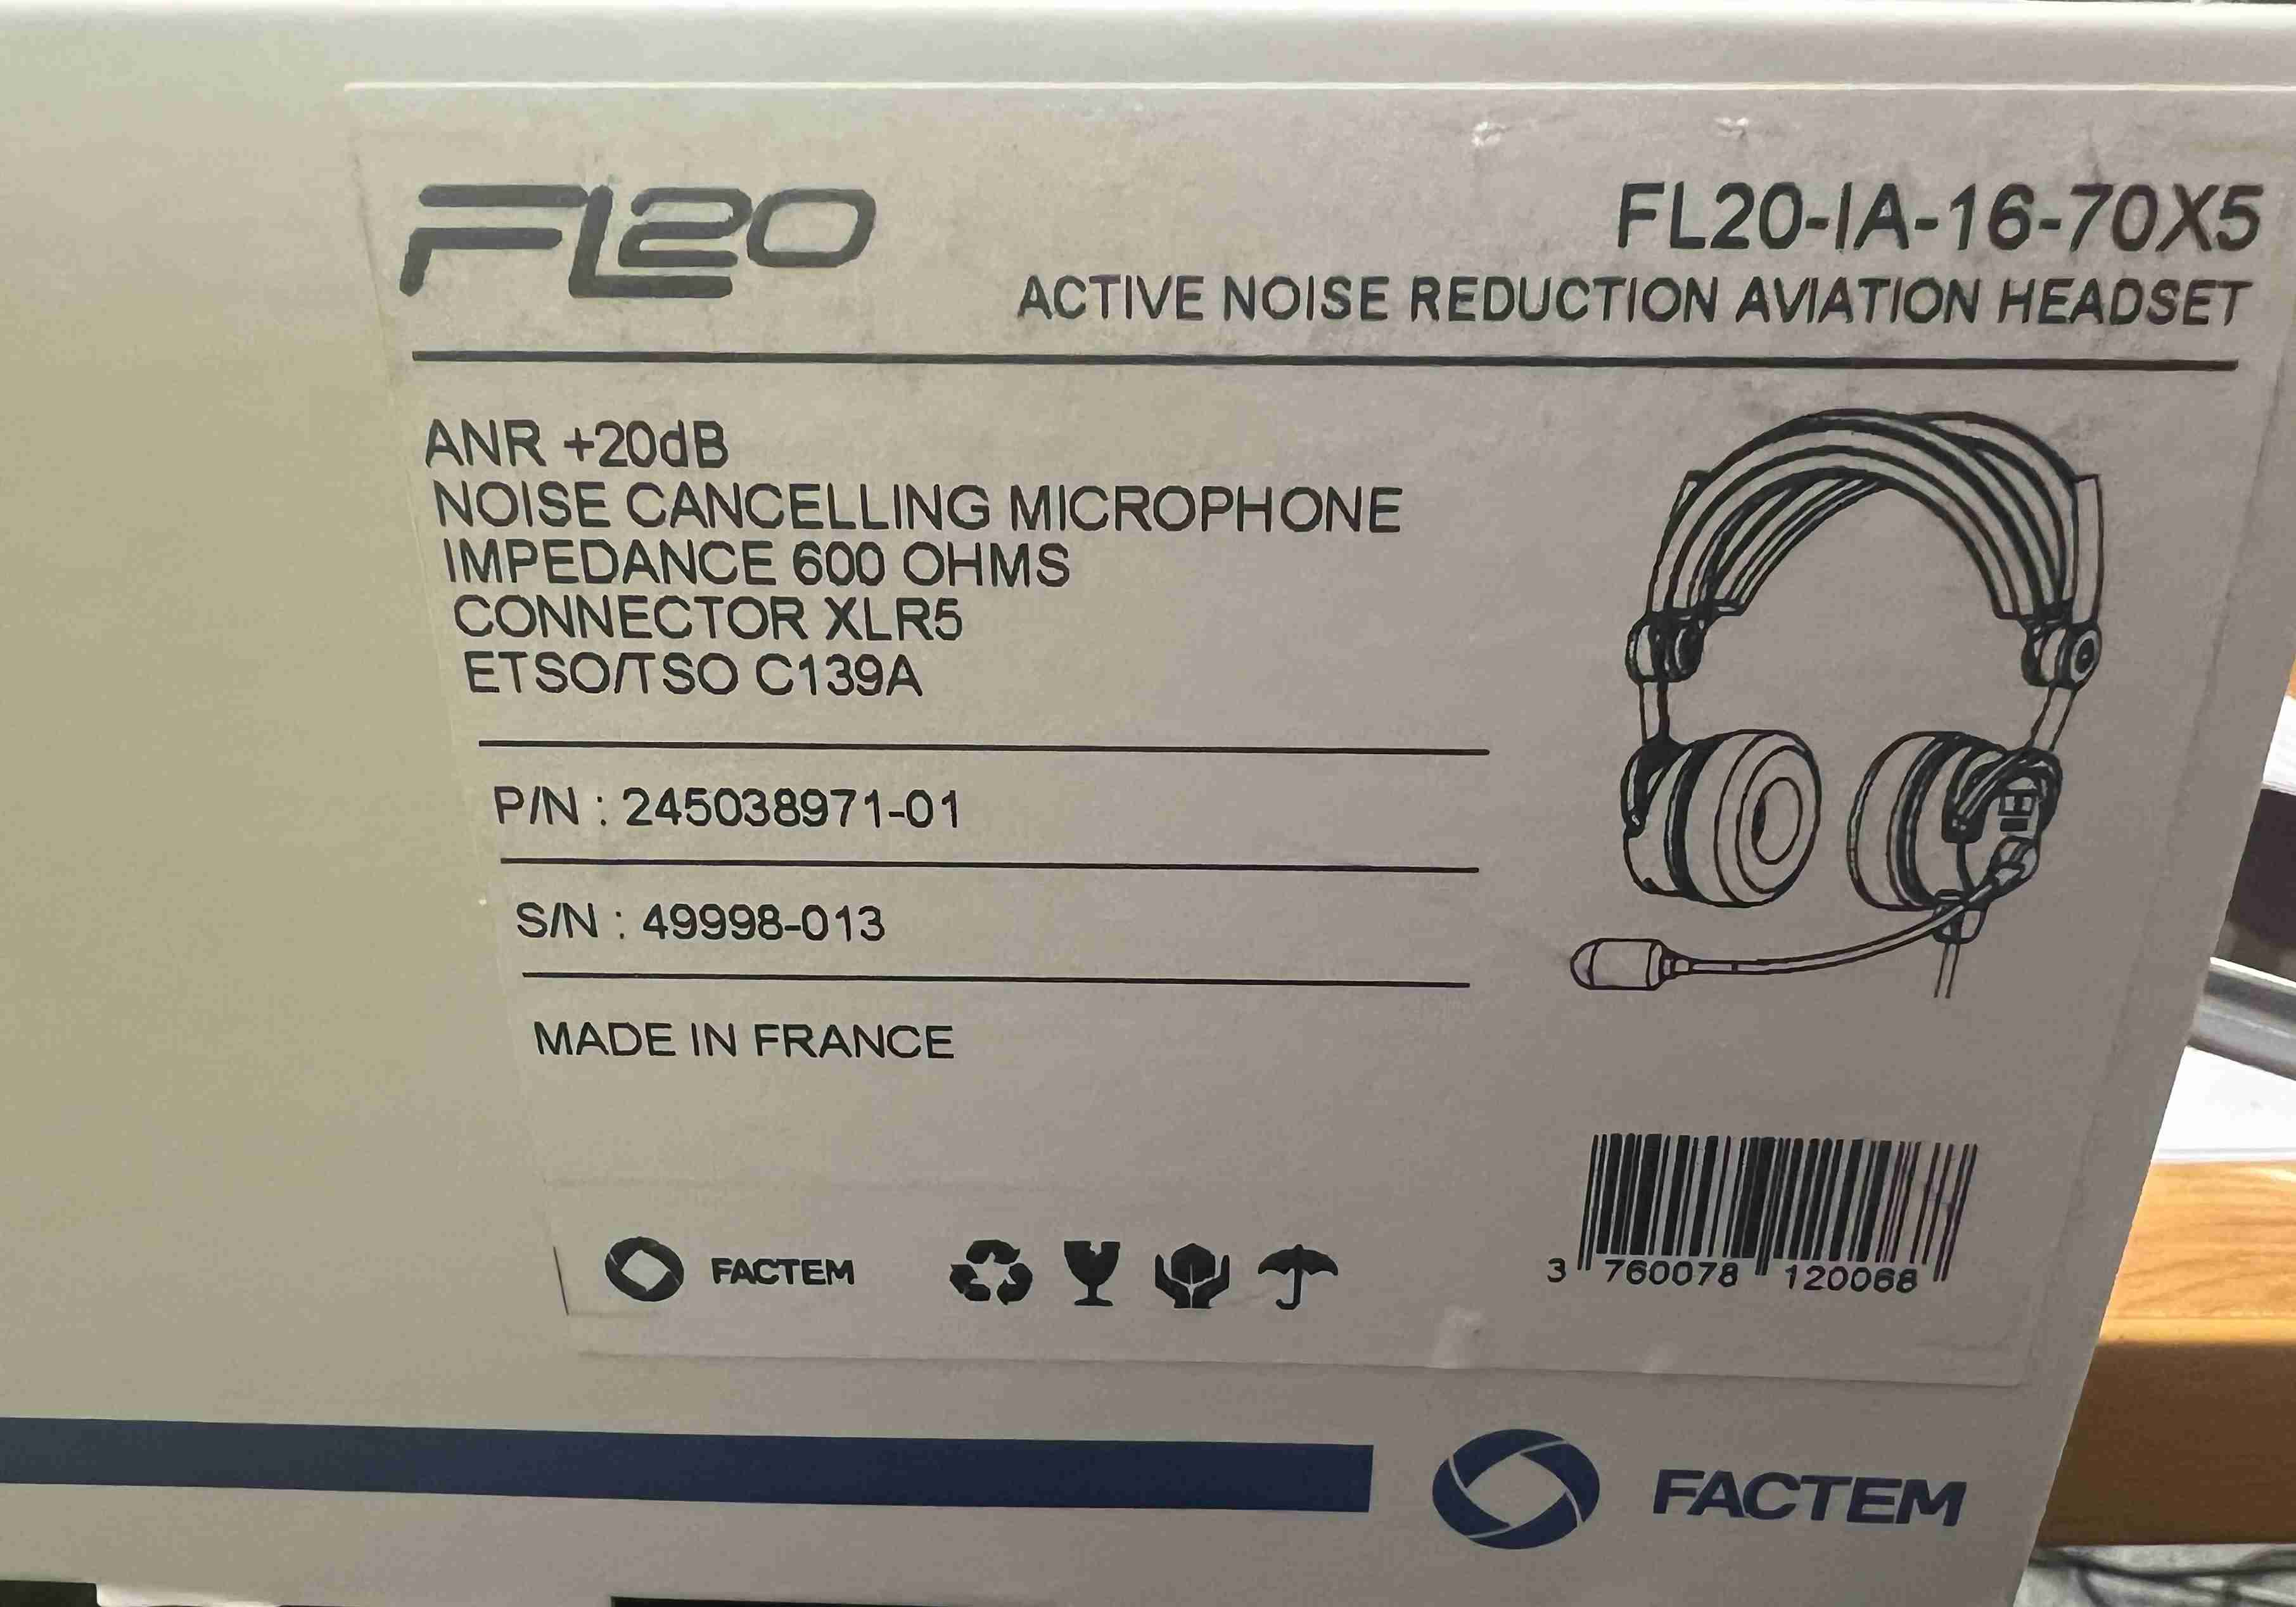 FL20
FL20-IA-16-70X5
ACTIVE NOISE REDUCTION AVIATION HEADSET
ANR +20dB
NOISE CANCELLING MICROPHONE
IMPEDANCE 600 OHMS
CONNECTOR XLR5
ETSO/TSO C139A
P/N : 245038971-01
S/N : 49998-013
MADE IN FRANCE
FACTEM
3 760078 120068
FACTEM